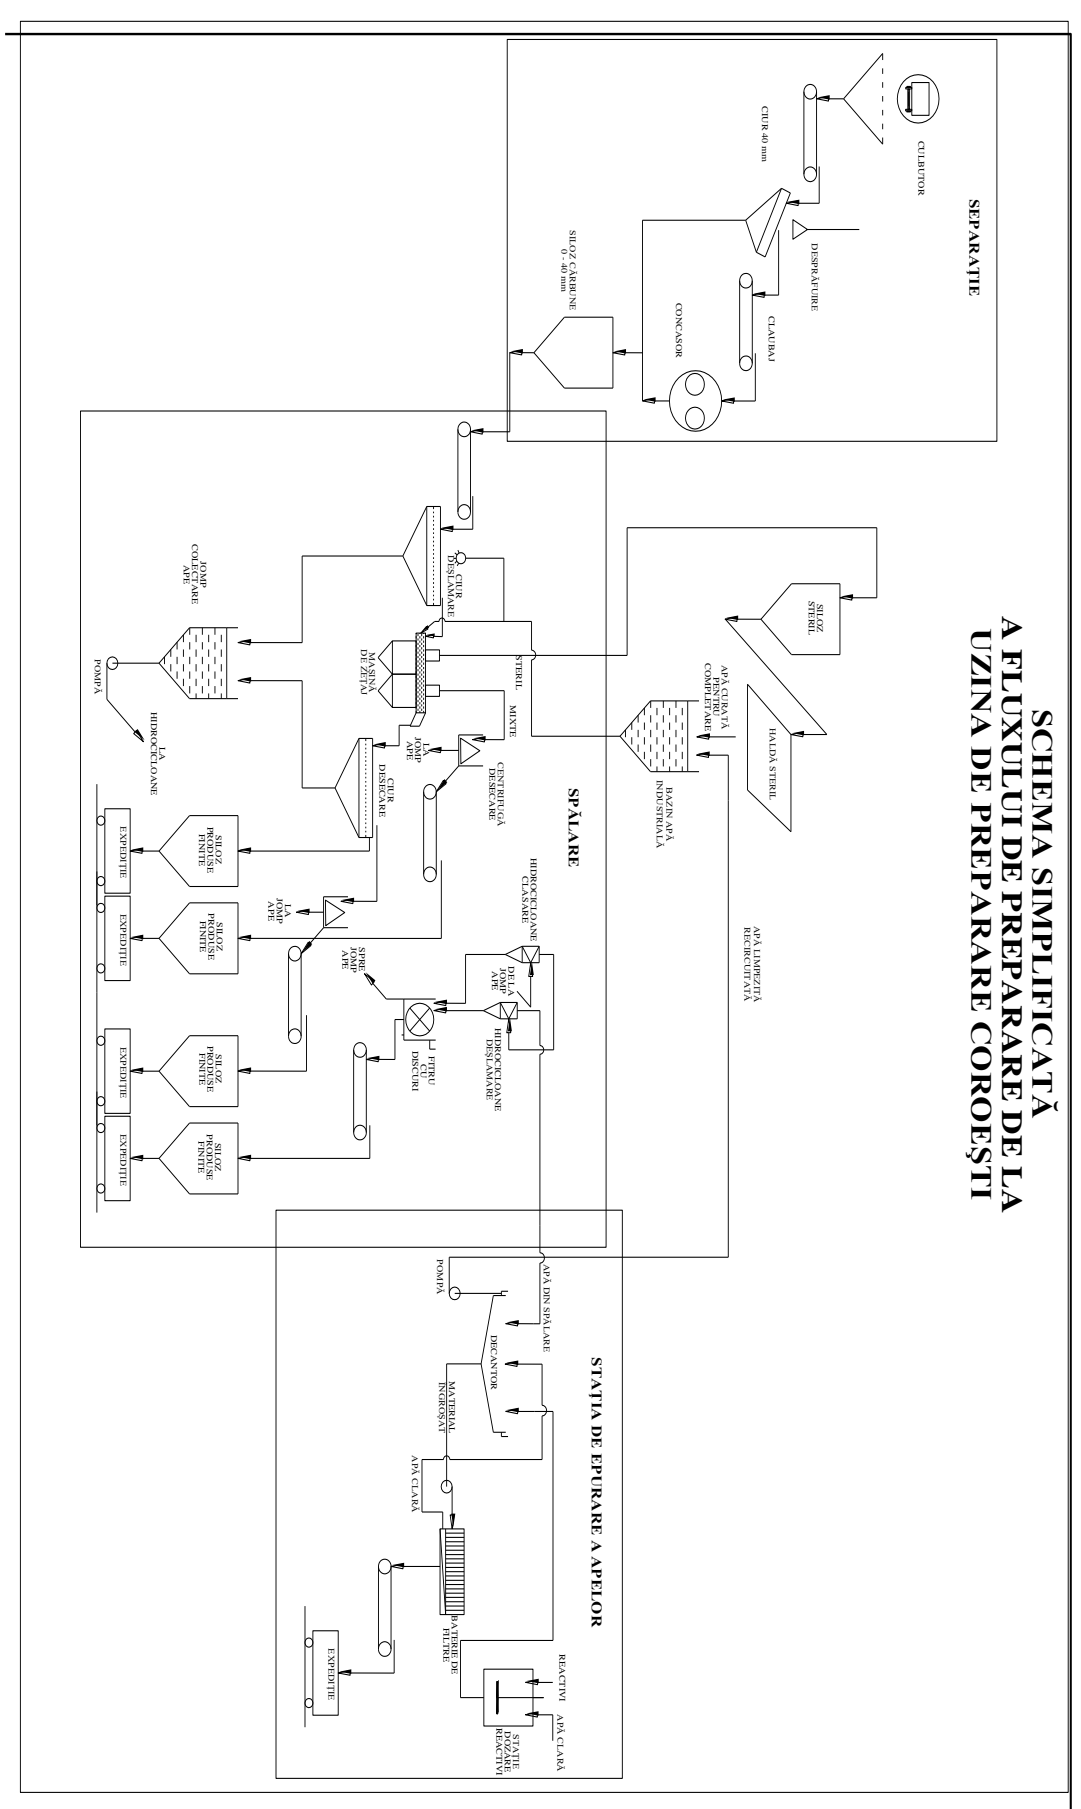 SCHEMA SIMPLIFICATĂ
A FLUXULUI DE PREPARARE DE LA
UZINA DE PREPARARE COROEŞTI
SEPARAŢIE
CULBUTOR
CIUR 40 mm
DESPRĂFUIRE
CLAUBAJ
CONCASOR
SILOZ CĂRBUNE
0 - 40 mm
SILOZ
STERIL
HALDĂ STERIL
APĂ CURATĂ
PENTRU
COMPLETARE
BAZIN APĂ
INDUSTRIALĂ
APĂ LIMPEZITĂ
RECIRCUITATĂ
SPĂLARE
CIUR
DEŞLAMARE
STERIL
MIXTE
MAŞINĂ
DE ZEŢAJ
LA
JOMP
APE
CENTRIFUGĂ
DESECARE
CIUR
DESECARE
JOMP
COLECTARE
APE
POMPĂ
LA
HIDROCICLOANE
LA
JOMP
APE
HIDROCICLOANE
CLASARE
DE LA
JOMP
APE
HIDROCICLOANE
DEŞLAMARE
SPRE
JOMP
APE
FITRU
CU
DISCURI
SILOZ
PRODUSE
FINITE
SILOZ
PRODUSE
FINITE
SILOZ
PRODUSE
FINITE
SILOZ
PRODUSE
FINITE
EXPEDIŢIE
EXPEDIŢIE
EXPEDIŢIE
EXPEDIŢIE
STAŢIA DE EPURARE A APELOR
APĂ DIN SPĂLARE
POMPĂ
DECANTOR
MATERIAL
ÎNGROŞAT
APĂ CLARĂ
BATERIE DE
FILTRE
REACTIVI
APĂ CLARĂ
STAŢIE
DOZARE
REACTIVI
EXPEDIŢIE